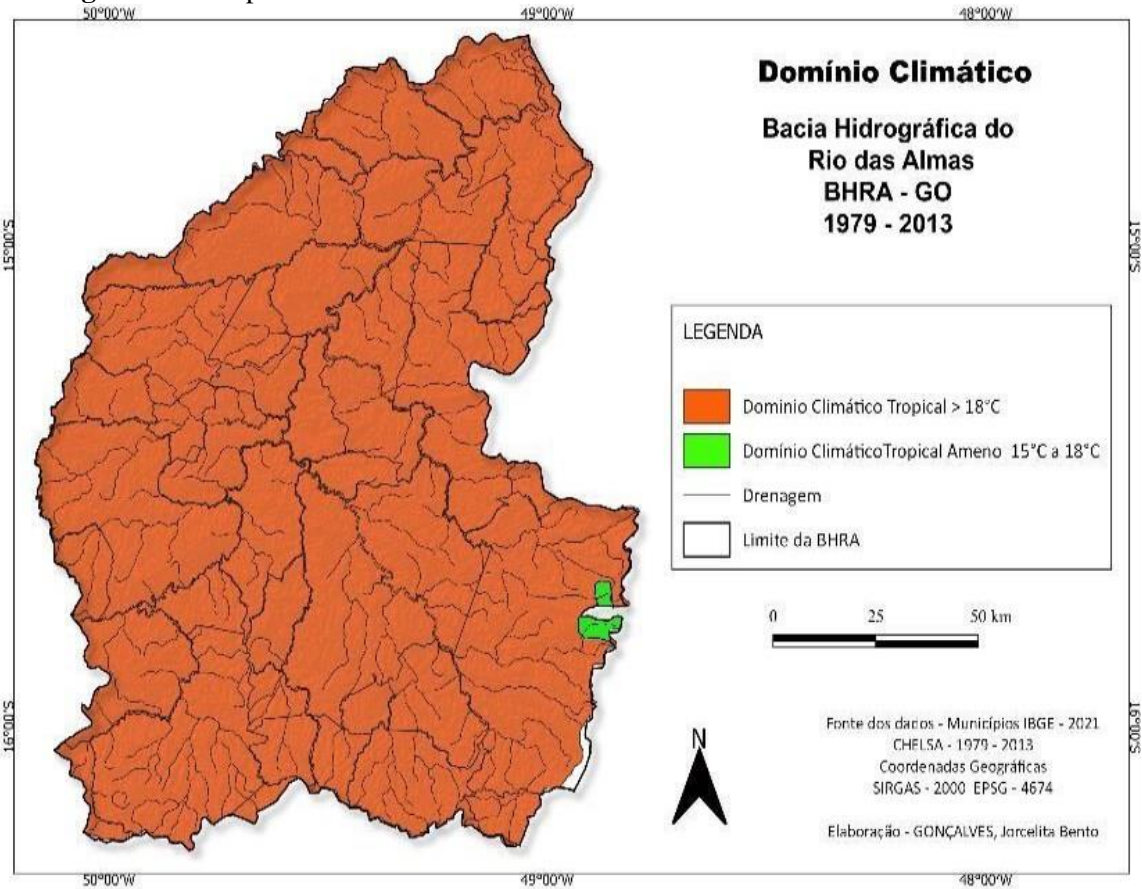 50°00'W 49°00'W 48°00'W
Domínio Climático
Bacia Hidrográfica do
Rio das Almas
BHRA - GO
1979 - 2013
15°00'S
15°00'S
LEGENDA
Dominio Climático Tropical > 18°C
Domínio ClimáticoTropical Ameno 15°C a 18°C
Drenagem
Limite da BHRA
0 25 50 km
16°00'S
16°00'S
N
Fonte dos dados - Municípios IBGE - 2021
CHELSA - 1979 - 2013
Coordenadas Geográficas
SIRGAS - 2000 EPSG - 4674
Elaboração - GONÇALVES, Jorcelita Bento
50°00'W 49°00'W 48°00'W